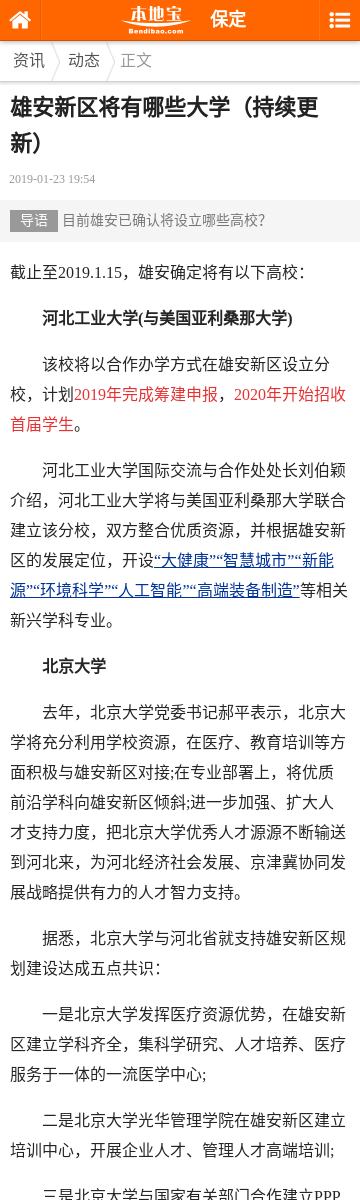 本地宝
Bendibao.com
保定
资讯 动态 正文
雄安新区将有哪些大学（持续更
新）
2019-01-23 19:54
导语 目前雄安已确认将设立哪些高校？
截止至2019.1.15，雄安确定将有以下高校：
河北工业大学(与美国亚利桑那大学)
该校将以合作办学方式在雄安新区设立分
校，计划2019年完成筹建申报，2020年开始招收
首届学生。
河北工业大学国际交流与合作处处长刘伯颖
介绍，河北工业大学将与美国亚利桑那大学联合
建立该分校，双方整合优质资源，并根据雄安新
区的发展定位，开设“大健康”“智慧城市”“新能
源”“环境科学”“人工智能”“高端装备制造”等相关
新兴学科专业。
北京大学
去年，北京大学党委书记郝平表示，北京大
学将充分利用学校资源，在医疗、教育培训等方
面积极与雄安新区对接;在专业部署上，将优质
前沿学科向雄安新区倾斜;进一步加强、扩大人
才支持力度，把北京大学优秀人才源源不断输送
到河北来，为河北经济社会发展、京津冀协同发
展战略提供有力的人才智力支持。
据悉，北京大学与河北省就支持雄安新区规
划建设达成五点共识：
一是北京大学发挥医疗资源优势，在雄安新
区建立学科齐全，集科学研究、人才培养、医疗
服务于一体的一流医学中心;
二是北京大学光华管理学院在雄安新区建立
培训中心，开展企业人才、管理人才高端培训;
三是北京大学与国家有关部门合作建立PPP